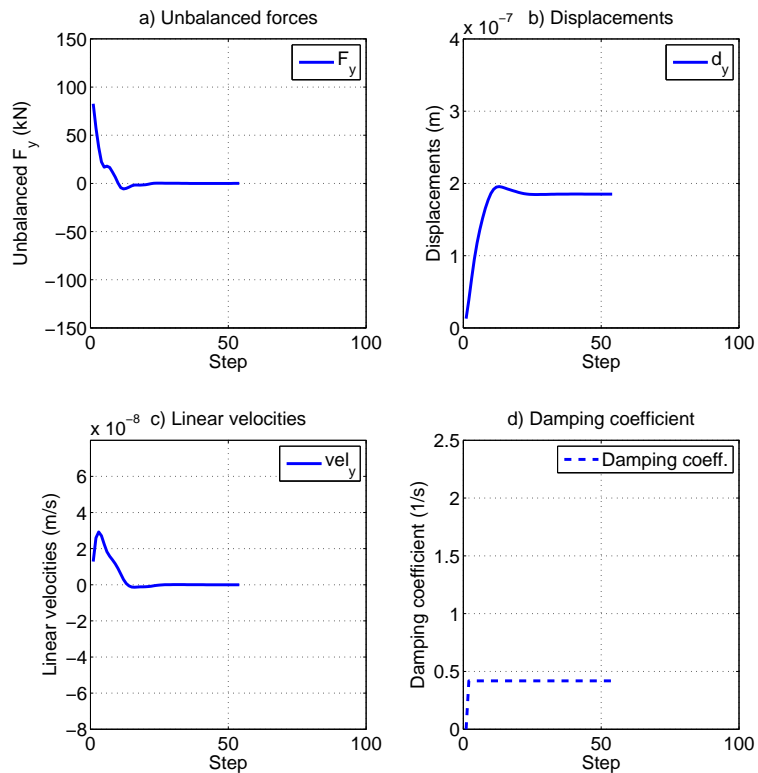 a) Unbalanced forces
150
100
50
0
−50
−100
−150
Unbalanced F_y (kN)
F_y
0
50
100
Step
b) Displacements
x 10^−7
4
3
2
1
0
Displacements (m)
d_y
0
50
100
Step
c) Linear velocities
x 10^−8
6
4
2
0
−2
−4
−6
−8
Linear velocities (m/s)
vel_y
0
50
100
Step
d) Damping coefficient
2.5
2
1.5
1
0.5
0
Damping coefficient (1/s)
Damping coeff.
0
50
100
Step